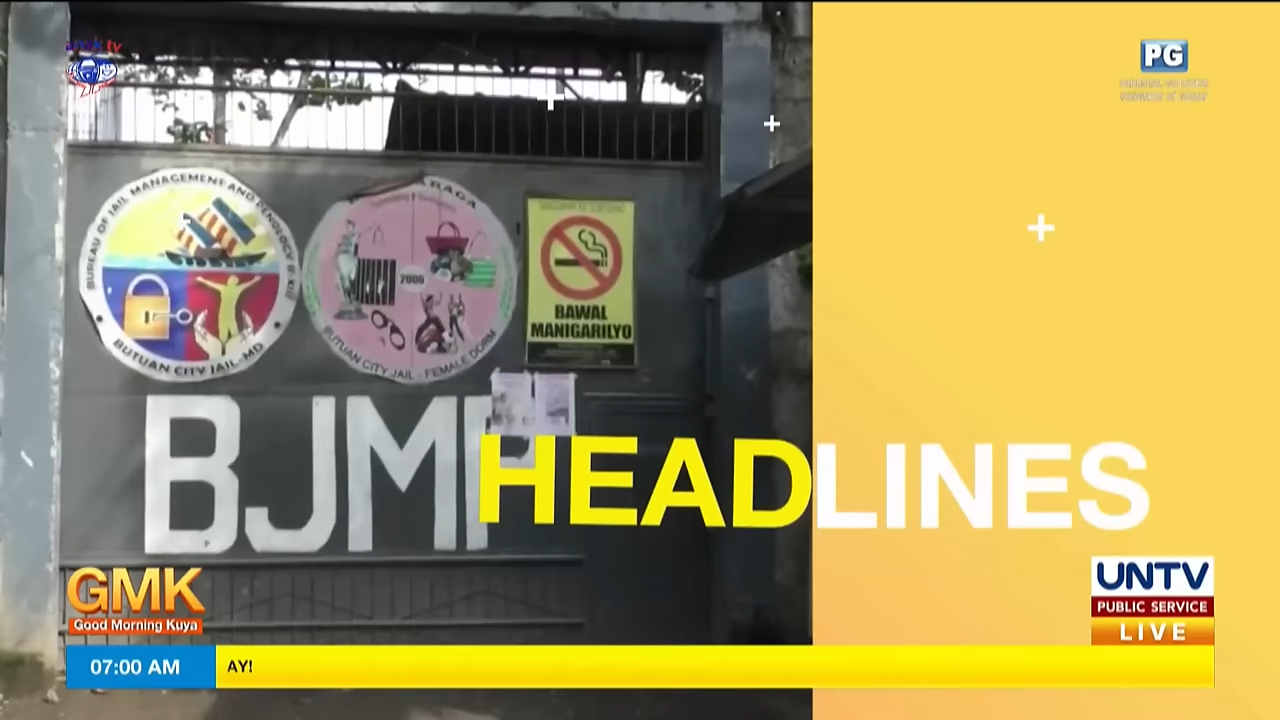 PG
BUREAU OF JAIL MANAGEMENT AND PENOLOGY
BUTUAN CITY JAIL-MD
RAGA
2006
BUTUAN CITY JAIL - FEMALE DORM
BAWAL
MANIGARILYO
BJMP
HEADLINES
GMK
Good Morning Kuya
UNTV
PUBLIC SERVICE
LIVE
07:00 AM
AY!